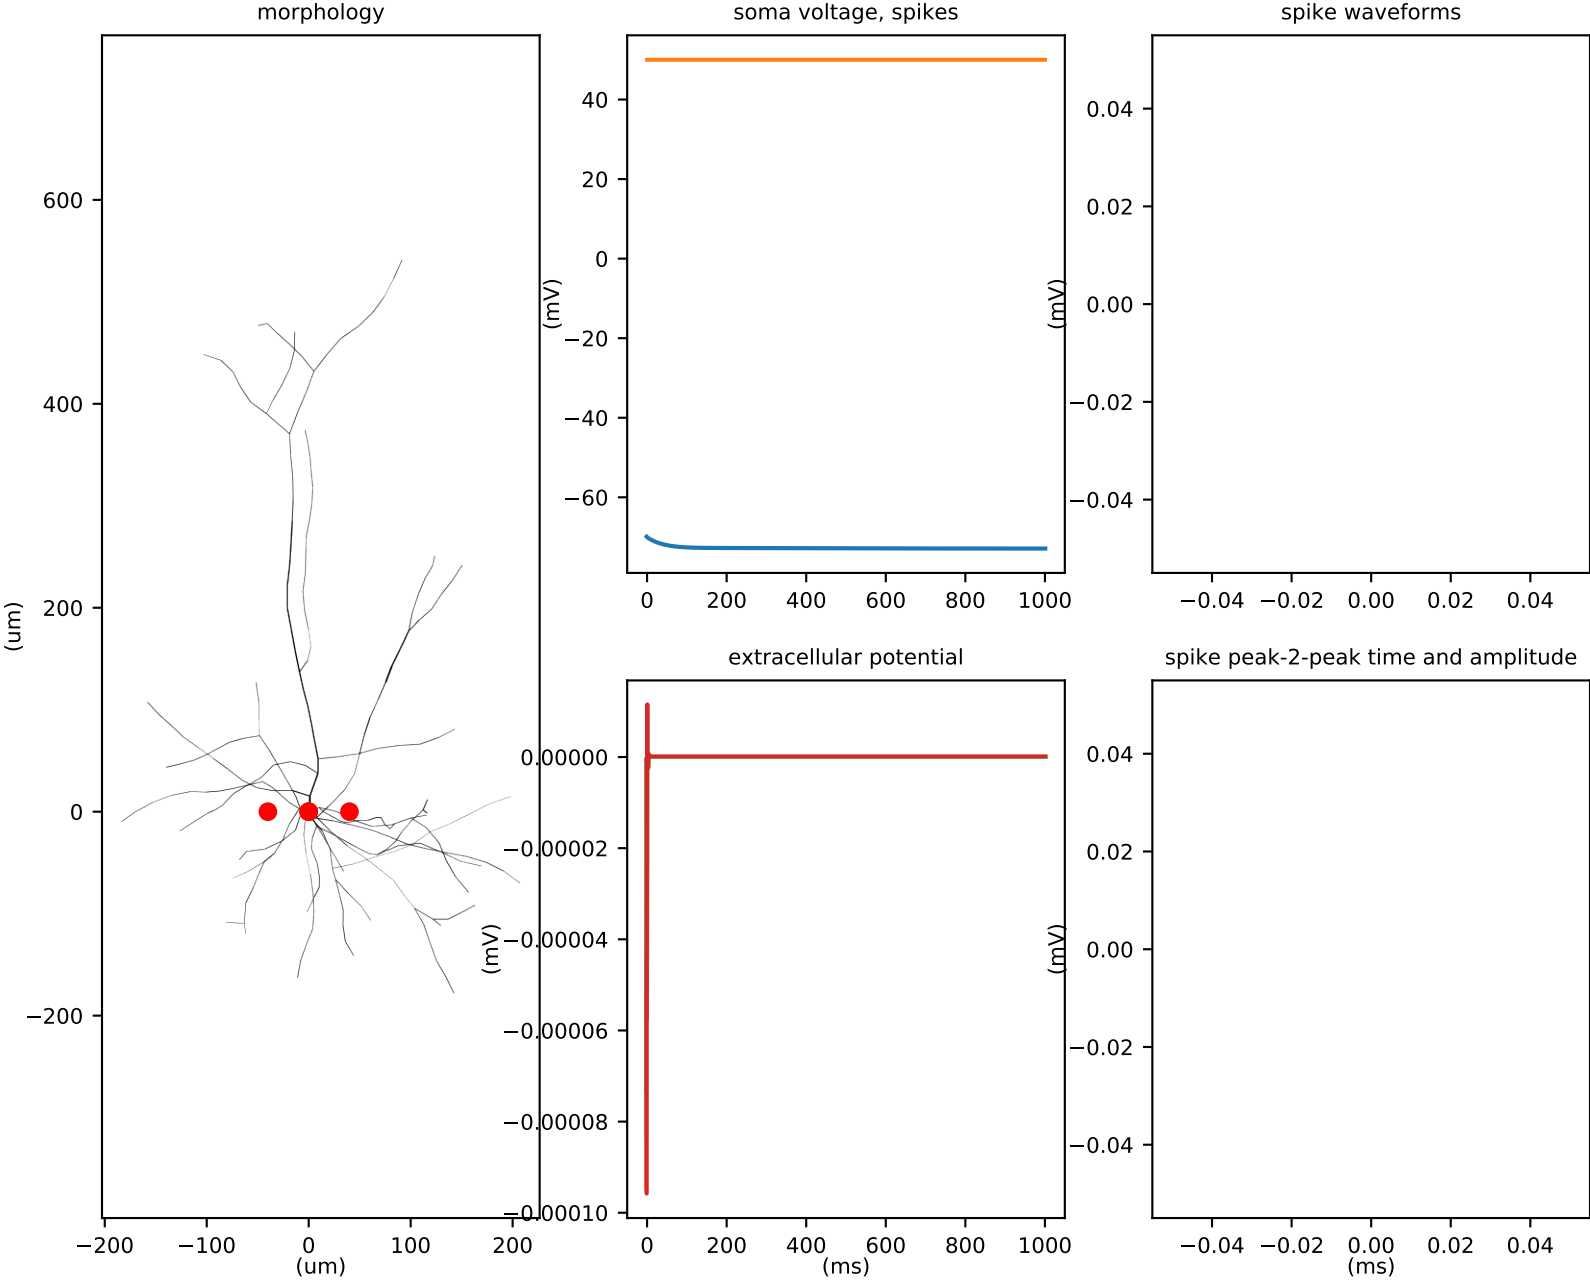 morphology
600
400
200
0
−200
(um)
−200 −100 0 100 200
(um)
soma voltage, spikes
40
20
0
−20
−40
−60
(mV)
0 200 400 600 800 1000
spike waveforms
0.04
0.02
0.00
−0.02
−0.04
(mV)
−0.04 −0.02 0.00 0.02 0.04
extracellular potential
0.00000
−0.00002
−0.00004
−0.00006
−0.00008
−0.00010
(mV)
0 200 400 600 800 1000
(ms)
spike peak-2-peak time and amplitude
0.04
0.02
0.00
−0.02
−0.04
(mV)
−0.04 −0.02 0.00 0.02 0.04
(ms)